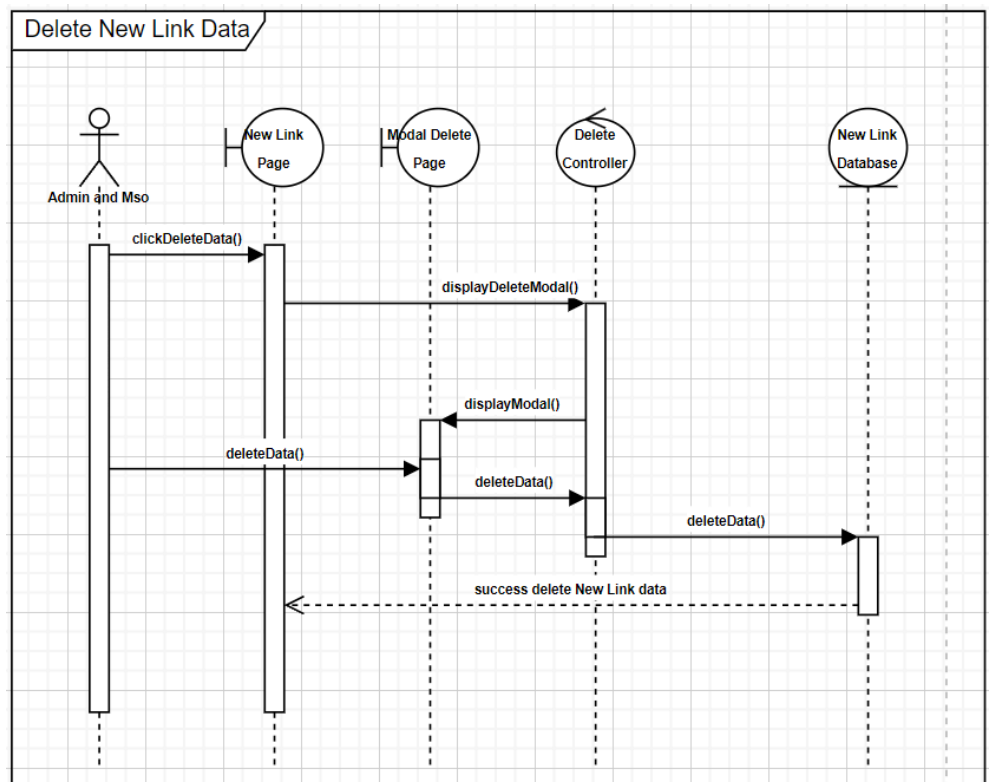 Delete New Link Data
New Link
Page
Modal Delete
Page
Delete
Controller
New Link
Database
Admin and Mso
clickDeleteData()
displayDeleteModal()
displayModal()
deleteData()
deleteData()
deleteData()
success delete New Link data